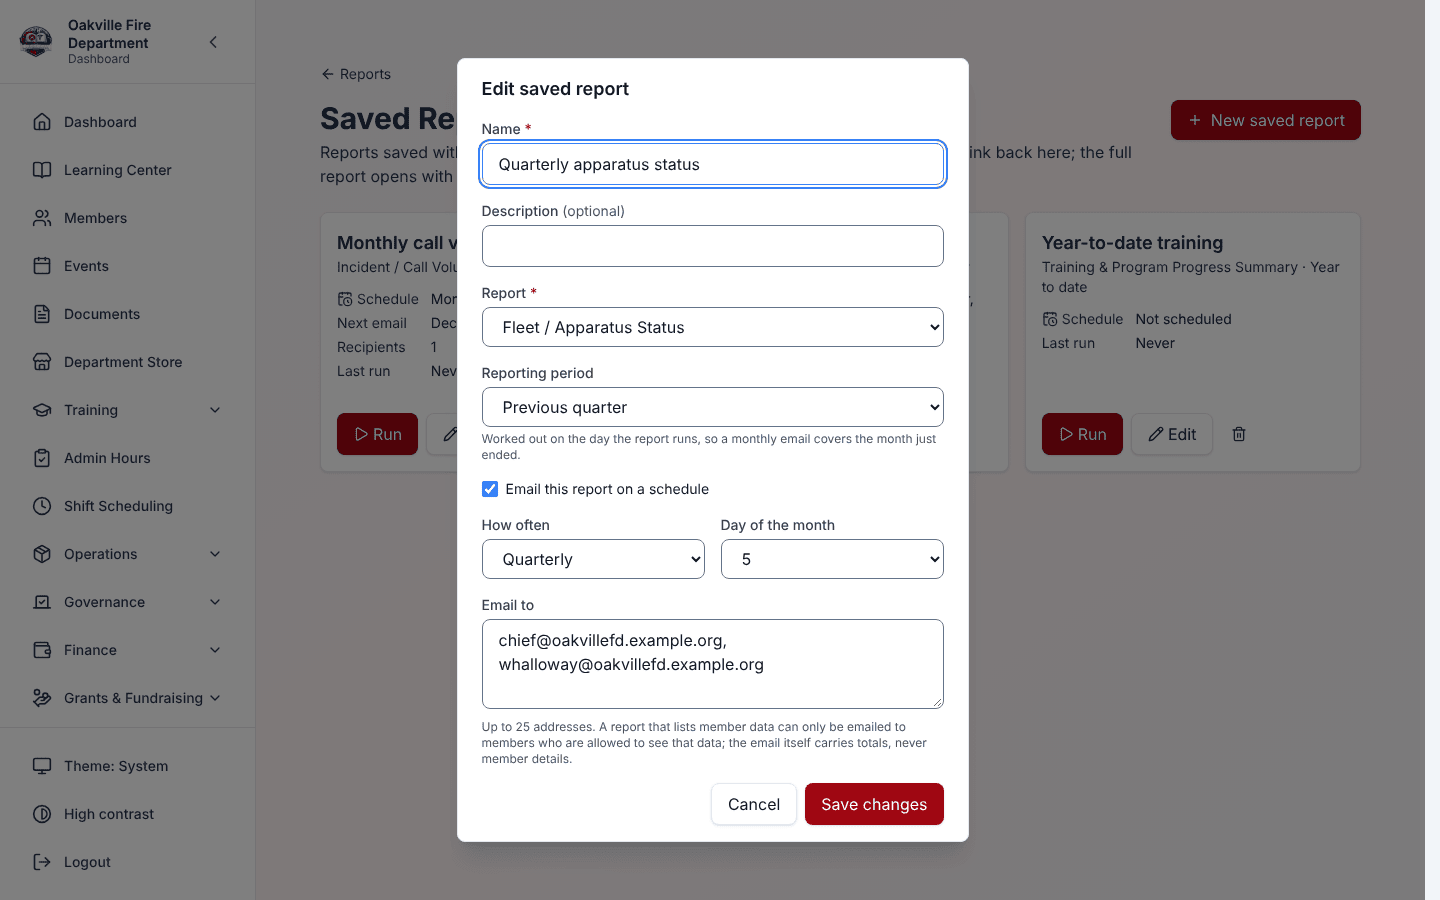 Oakville Fire
Department
Dashboard
Dashboard
Learning Center
Members
Events
Documents
Department Store
Training
Admin Hours
Shift Scheduling
Operations
Governance
Finance
Grants & Fundraising
Theme: System
High contrast
Logout
Reports
Saved Re
Reports saved with
ink back here; the full
report opens with
+ New saved report
Monthly call v
Incident / Call Volu
Schedule Mon
Next email Dec
Recipients 1
Last run Nev
Run
Year-to-date training
Training & Program Progress Summary · Year
to date
Schedule Not scheduled
Last run Never
Run Edit
Edit saved report
Name *
Quarterly apparatus status
Description (optional)
Report *
Fleet / Apparatus Status
Reporting period
Previous quarter
Worked out on the day the report runs, so a monthly email covers the month just
ended.
Email this report on a schedule
How often Day of the month
Quarterly 5
Email to
chief@oakvillefd.example.org,
whalloway@oakvillefd.example.org
Up to 25 addresses. A report that lists member data can only be emailed to
members who are allowed to see that data; the email itself carries totals, never
member details.
Cancel Save changes